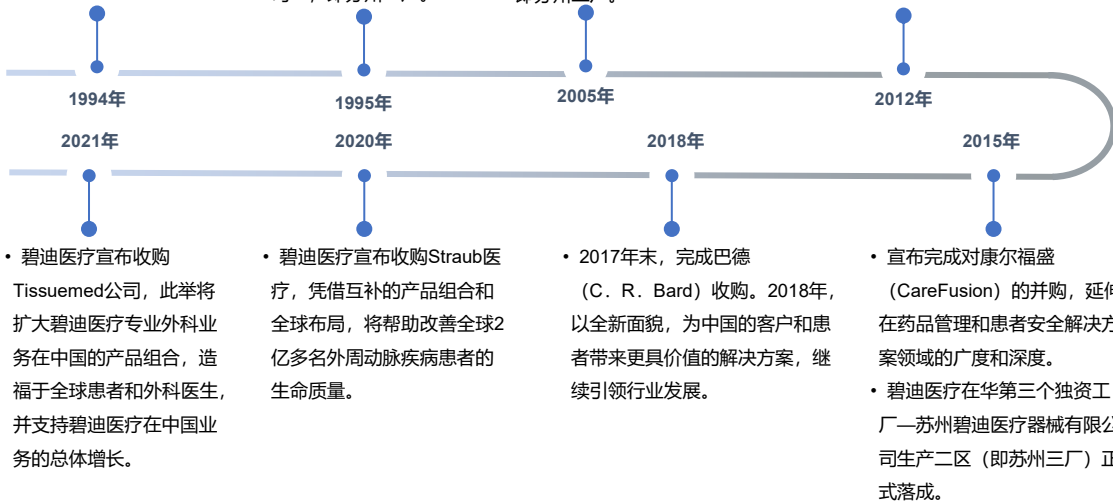 即苏州二厂。
1994年
1995年
2005年
2012年
2021年
2020年
2018年
2015年
• 碧迪医疗宣布收购
Tissuemed公司，此举将
扩大碧迪医疗专业外科业
务在中国的产品组合，造
福于全球患者和外科医生，
并支持碧迪医疗在中国业
务的总体增长。
• 碧迪医疗宣布收购Straub医
疗，凭借互补的产品组合和
全球布局，将帮助改善全球2
亿多名外周动脉疾病患者的
生命质量。
• 2017年末，完成巴德
（C．R．Bard）收购。2018年，
以全新面貌，为中国的客户和患
者带来更具价值的解决方案，继
续引领行业发展。
• 宣布完成对康尔福盛
（CareFusion）的并购，延伸
在药品管理和患者安全解决方
案领域的广度和深度。
• 碧迪医疗在华第三个独资工
厂—苏州碧迪医疗器械有限公
司生产二区（即苏州三厂）正
式落成。